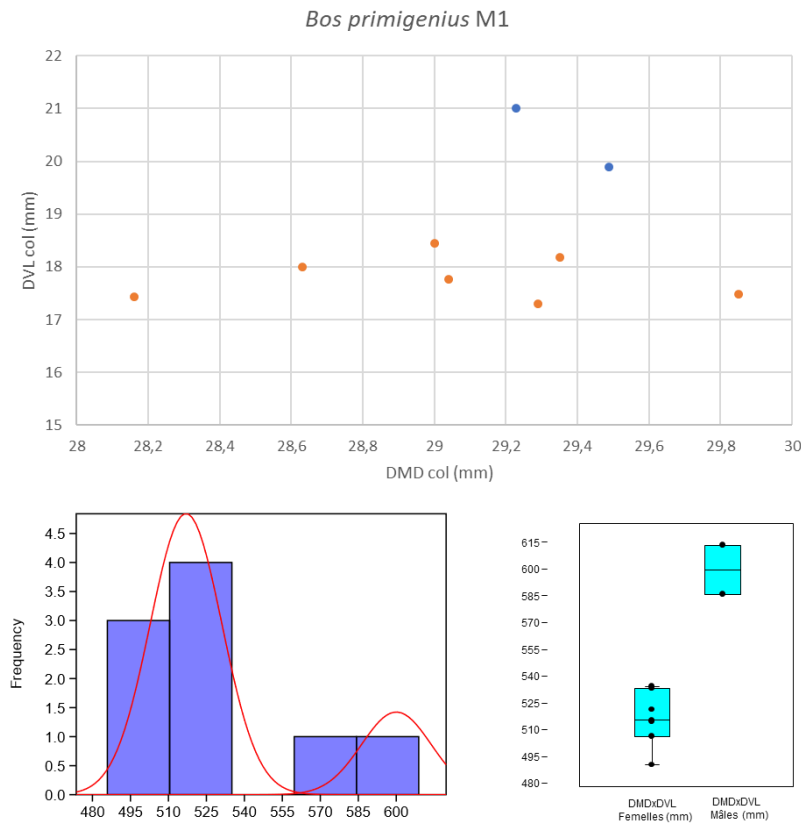 Bos primigenius M1
22
21
20
19
18
17
16
15
DVL col (mm)
28 28,2 28,4 28,6 28,8 29 29,2 29,4 29,6 29,8 30
DMD col (mm)
4.5
4.0
3.5
3.0
2.5
2.0
1.5
1.0
0.5
0.0
Frequency
480 495 510 525 540 555 570 585 600
615
600
585
570
555
540
525
510
495
480
DMDxDVL
Femelles (mm)
DMDxDVL
Mâles (mm)